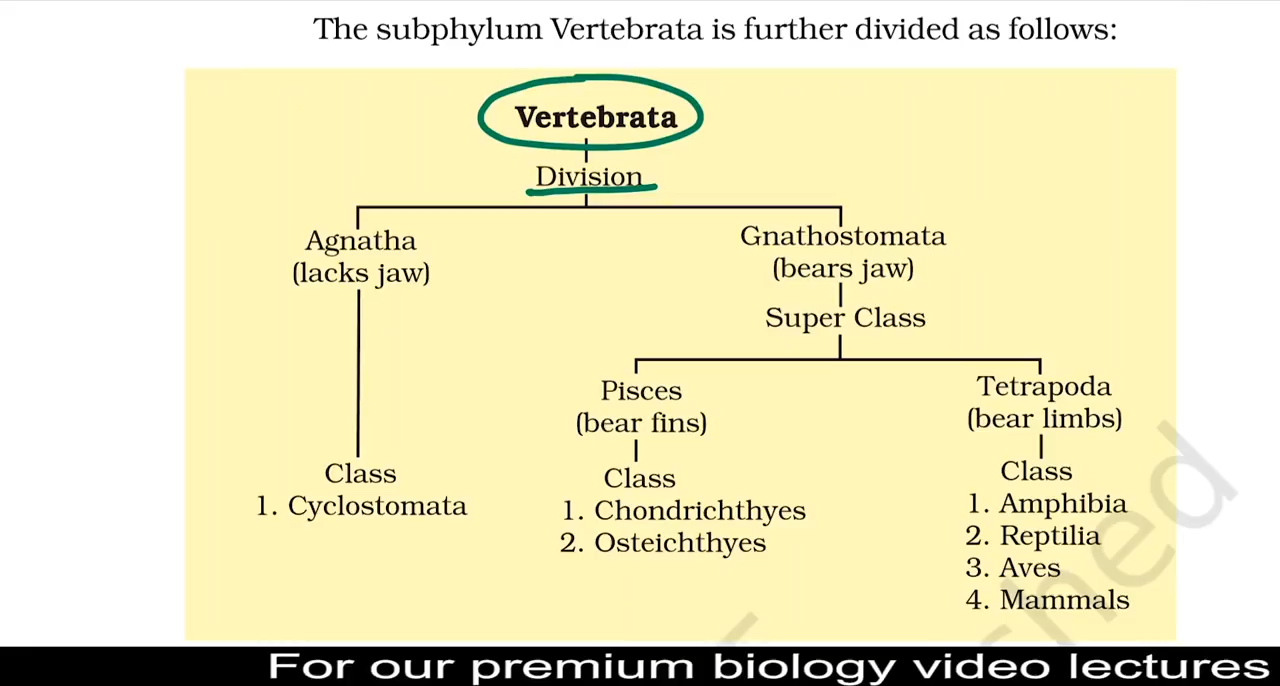 The subphylum Vertebrata is further divided as follows:
Vertebrata
Division
Agnatha
(lacks jaw)
Gnathostomata
(bears jaw)
Super Class
Pisces
(bear fins)
Tetrapoda
(bear limbs)
Class
1. Cyclostomata
Class
1. Chondrichthyes
2. Osteichthyes
Class
1. Amphibia
2. Reptilia
3. Aves
4. Mammals
For our premium biology video lectures